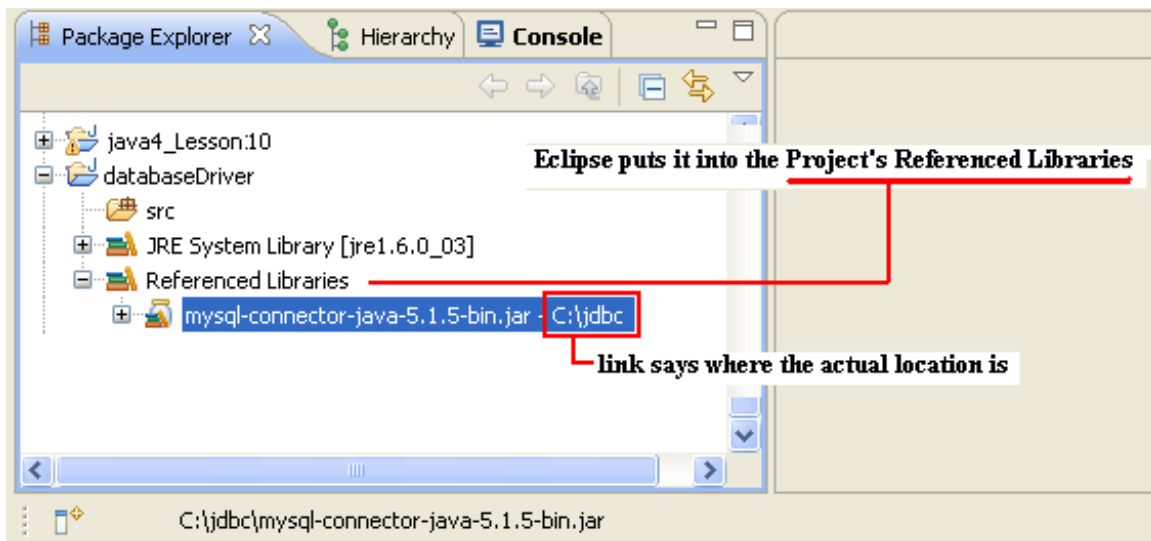 Package Explorer Hierarchy Console
java4_Lesson10
Eclipse puts it into the Project's Referenced Libraries
databaseDriver
src
JRE System Library [jre1.6.0_03]
Referenced Libraries
mysql-connector-java-5.1.5-bin.jar - C:\jdbc
link says where the actual location is
C:\jdbc\mysql-connector-java-5.1.5-bin.jar